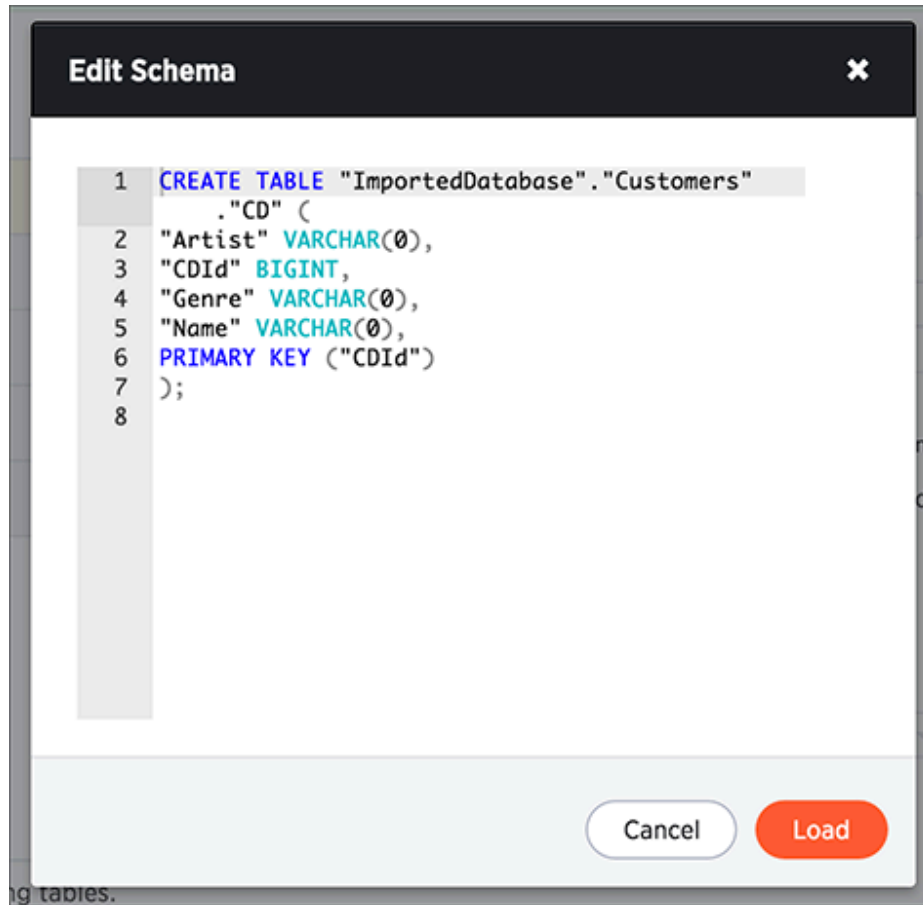 Edit Schema
1 CREATE TABLE "ImportedDatabase"."Customers"
."CD" (
2 "Artist" VARCHAR(0),
3 "CDId" BIGINT,
4 "Genre" VARCHAR(0),
5 "Name" VARCHAR(0),
6 PRIMARY KEY ("CDId")
7 );
8
Cancel Load
tables.